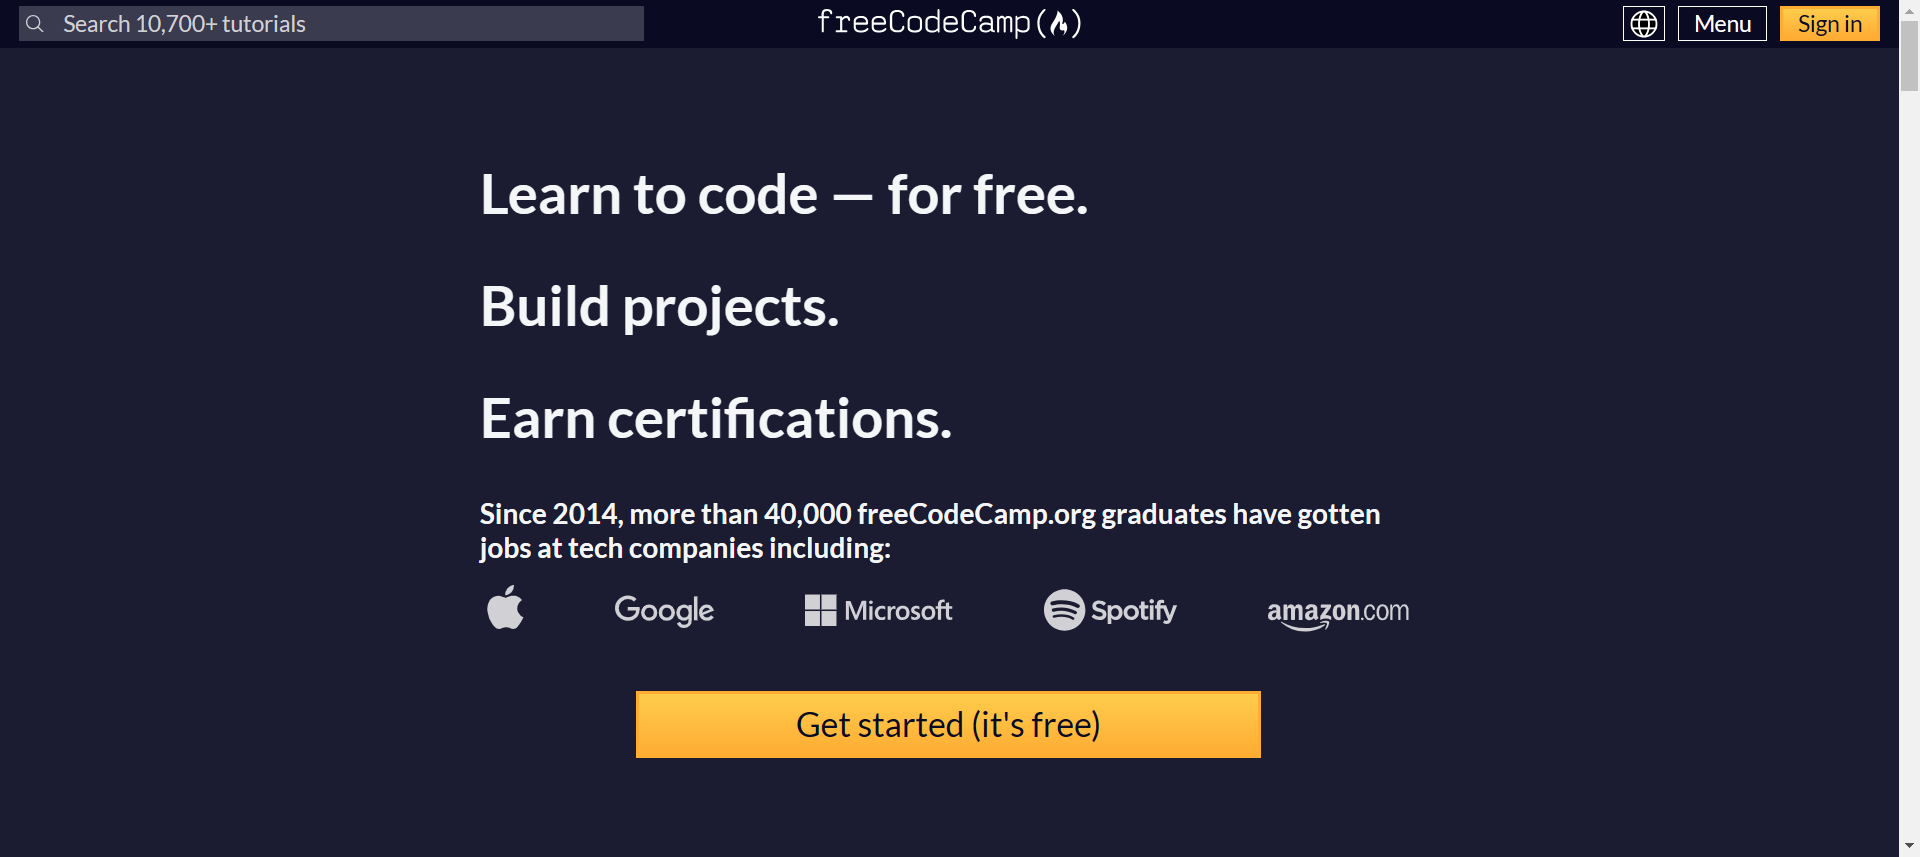 Search 10,700+ tutorials
freeCodeCamp
Menu
Sign in
Learn to code — for free.
Build projects.
Earn certifications.
Since 2014, more than 40,000 freeCodeCamp.org graduates have gotten
jobs at tech companies including:
Google
Microsoft
Spotify
amazon.com
Get started (it's free)